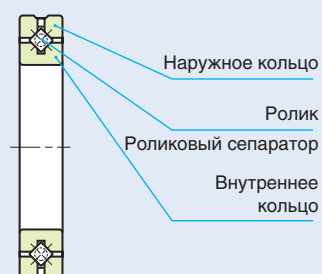 Наружное кольцо
Ролик
Роликовый сепаратор
Внутреннее
кольцо